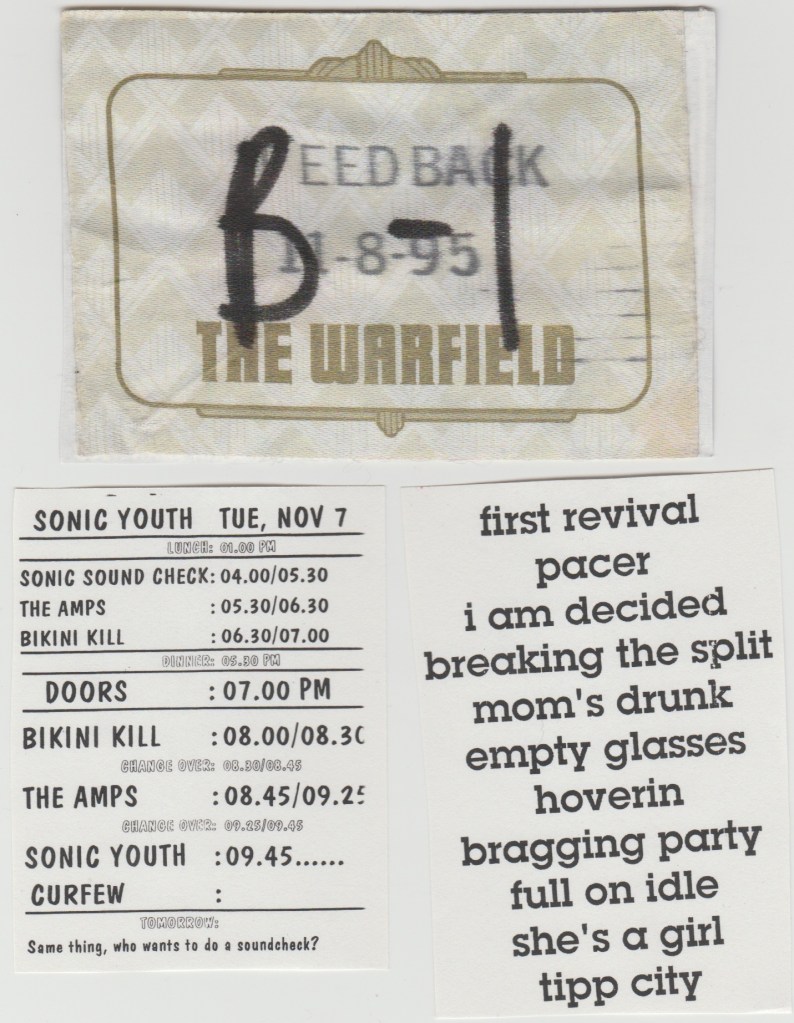 EED BACK
B-1
11-8-95
THE WARFIELD
SONIC YOUTH TUE, NOV 7
LUNCH: 01.00 PM
SONIC SOUND CHECK: 04.00/05.30
THE AMPS : 05.30/06.30
BIKINI KILL : 06.30/07.00
DINNER: 05.30 PM
DOORS : 07.00 PM
BIKINI KILL :08.00/08.30
CHANGE OVER: 08.30/08.45
THE AMPS :08.45/09.25
CHANGE OVER: 09.25/09.45
SONIC YOUTH :09.45......
CURFEW :
TOMORROW:
Same thing, who wants to do a soundcheck?
first revival
pacer
i am decided
breaking the split
mom's drunk
empty glasses
hoverin
bragging party
full on idle
she's a girl
tipp city